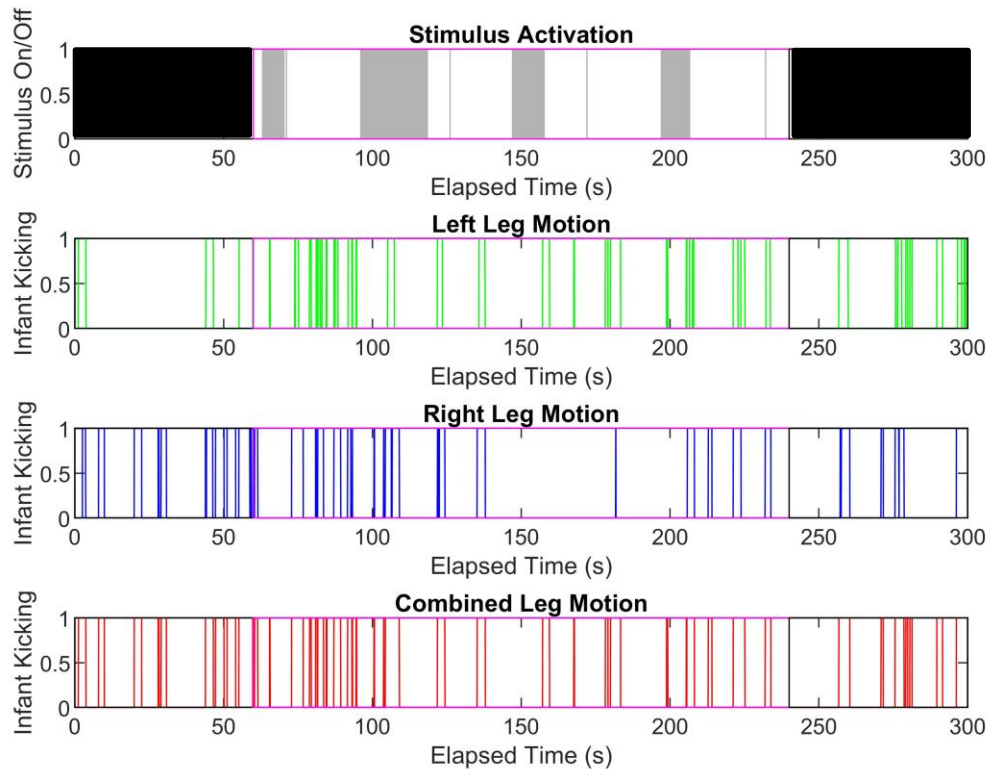 Stimulus Activation
Stimulus On/Off
1
0.5
0
0 50 100 150 200 250 300
Elapsed Time (s)
Left Leg Motion
Infant Kicking
1
0.5
0
0 50 100 150 200 250 300
Elapsed Time (s)
Right Leg Motion
Infant Kicking
1
0.5
0
0 50 100 150 200 250 300
Elapsed Time (s)
Combined Leg Motion
Infant Kicking
1
0.5
0
0 50 100 150 200 250 300
Elapsed Time (s)